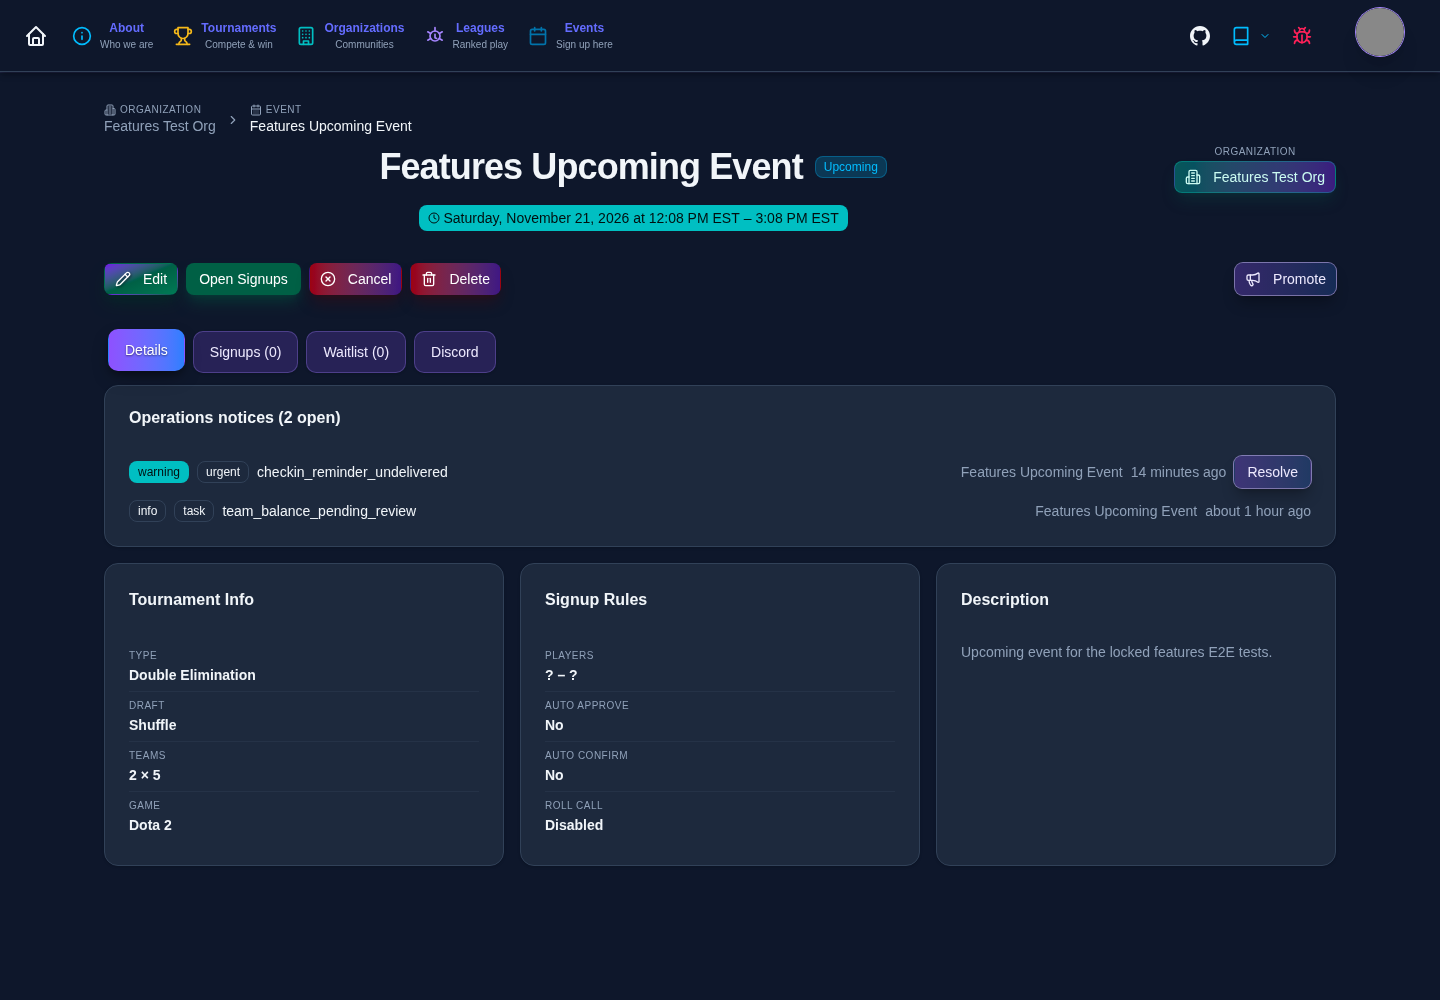 About
Who we are
Tournaments
Compete & win
Organizations
Communities
Leagues
Ranked play
Events
Sign up here
ORGANIZATION
Features Test Org
EVENT
Features Upcoming Event
Features Upcoming Event Upcoming
ORGANIZATION
Features Test Org
Saturday, November 21, 2026 at 12:08 PM EST – 3:08 PM EST
Edit Open Signups Cancel Delete Promote
Details Signups (0) Waitlist (0) Discord
Operations notices (2 open)
warning urgent checkin_reminder_undelivered Features Upcoming Event 14 minutes ago Resolve
info task team_balance_pending_review Features Upcoming Event about 1 hour ago
Tournament Info
TYPE
Double Elimination
DRAFT
Shuffle
TEAMS
2 × 5
GAME
Dota 2
Signup Rules
PLAYERS
? – ?
AUTO APPROVE
No
AUTO CONFIRM
No
ROLL CALL
Disabled
Description
Upcoming event for the locked features E2E tests.